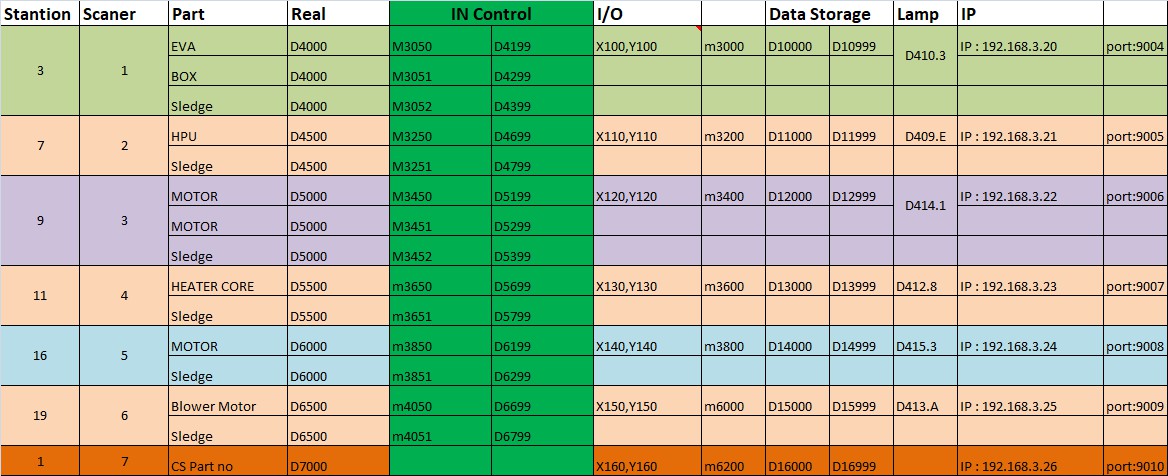 Stantion Scaner Part Real IN Control I/O Data Storage Lamp IP
3 1 EVA D4000 M3050 D4199 X100,Y100 m3000 D10000 D10999 D410.3 IP : 192.168.3.20 port:9004
BOX D4000 M3051 D4299
Sledge D4000 M3052 D4399
7 2 HPU D4500 M3250 D4699 X110,Y110 m3200 D11000 D11999 D409.E IP : 192.168.3.21 port:9005
Sledge D4500 M3251 D4799
9 3 MOTOR D5000 M3450 D5199 X120,Y120 m3400 D12000 D12999 D414.1 IP : 192.168.3.22 port:9006
MOTOR D5000 M3451 D5299
Sledge D5000 M3452 D5399
11 4 HEATER CORE D5500 m3650 D5699 X130,Y130 m3600 D13000 D13999 D412.8 IP : 192.168.3.23 port:9007
Sledge D5500 m3651 D5799
16 5 MOTOR D6000 m3850 D6199 X140,Y140 m3800 D14000 D14999 D415.3 IP : 192.168.3.24 port:9008
Sledge D6000 m3851 D6299
19 6 Blower Motor D6500 m4050 D6699 X150,Y150 m6000 D15000 D15999 D413.A IP : 192.168.3.25 port:9009
Sledge D6500 m4051 D6799
1 7 CS Part no D7000 X160,Y160 m6200 D16000 D16999 IP : 192.168.3.26 port:9010